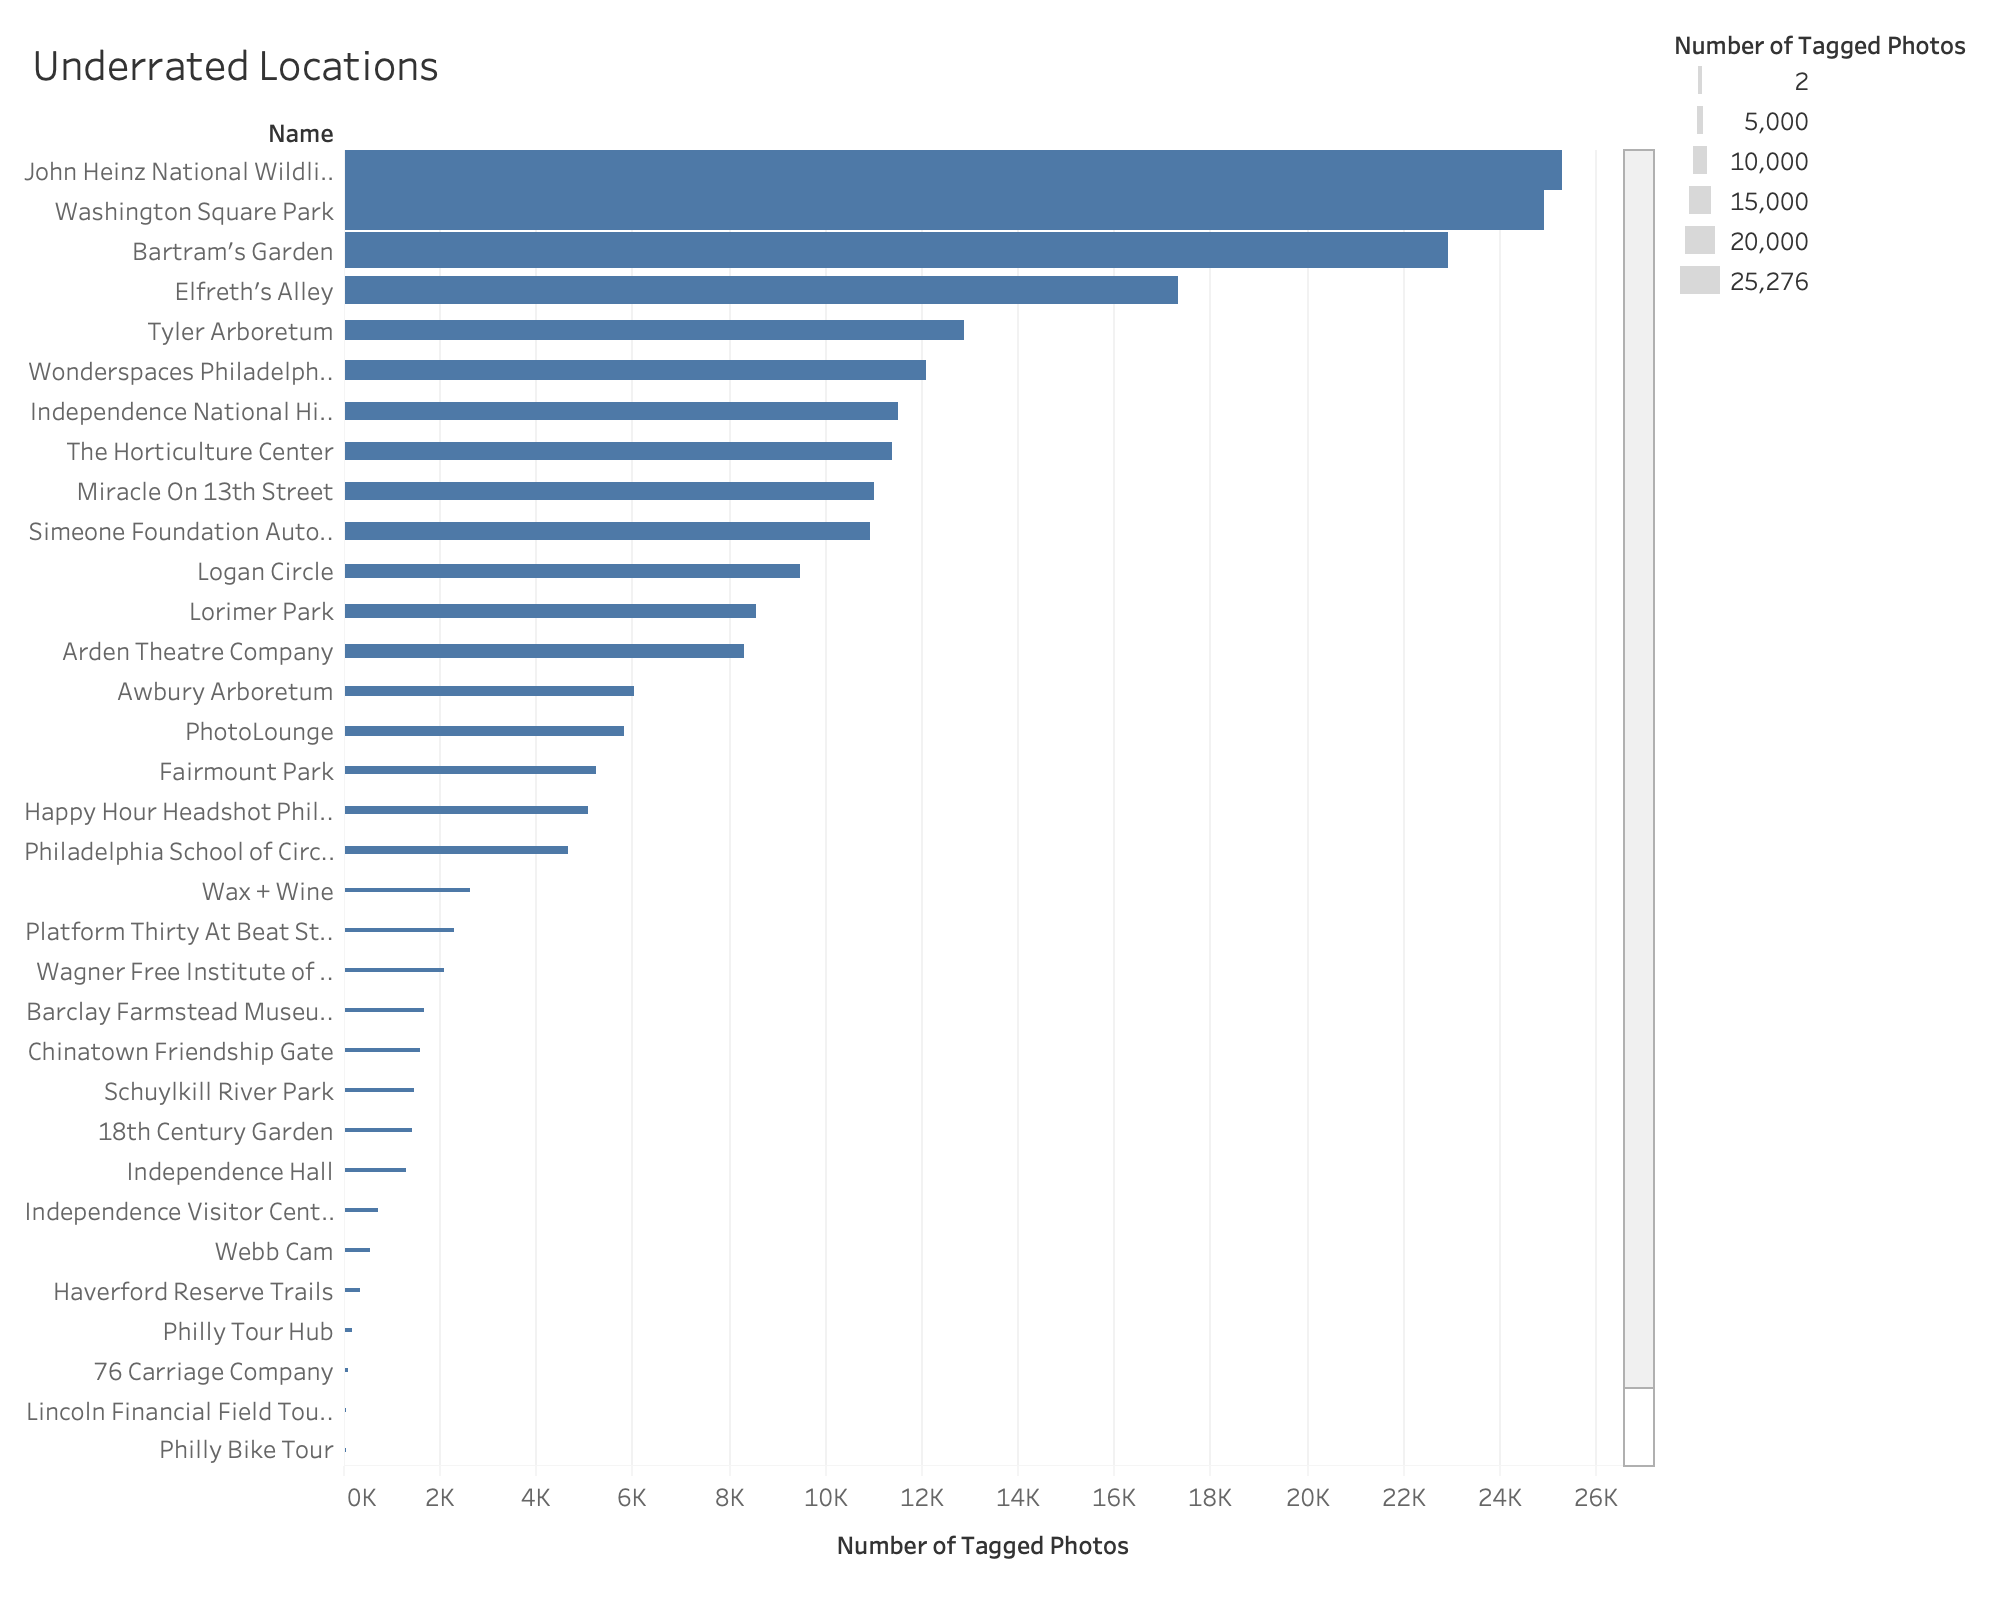 Underrated Locations
Number of Tagged Photos
2
5,000
10,000
15,000
20,000
25,276
Name
John Heinz National Wildli..
Washington Square Park
Bartram’s Garden
Elfreth’s Alley
Tyler Arboretum
Wonderspaces Philadelph..
Independence National Hi..
The Horticulture Center
Miracle On 13th Street
Simeone Foundation Auto..
Logan Circle
Lorimer Park
Arden Theatre Company
Awbury Arboretum
PhotoLounge
Fairmount Park
Happy Hour Headshot Phil..
Philadelphia School of Circ..
Wax + Wine
Platform Thirty At Beat St..
Wagner Free Institute of ..
Barclay Farmstead Museu..
Chinatown Friendship Gate
Schuylkill River Park
18th Century Garden
Independence Hall
Independence Visitor Cent..
Webb Cam
Haverford Reserve Trails
Philly Tour Hub
76 Carriage Company
Lincoln Financial Field Tou..
Philly Bike Tour
0K 2K 4K 6K 8K 10K 12K 14K 16K 18K 20K 22K 24K 26K
Number of Tagged Photos